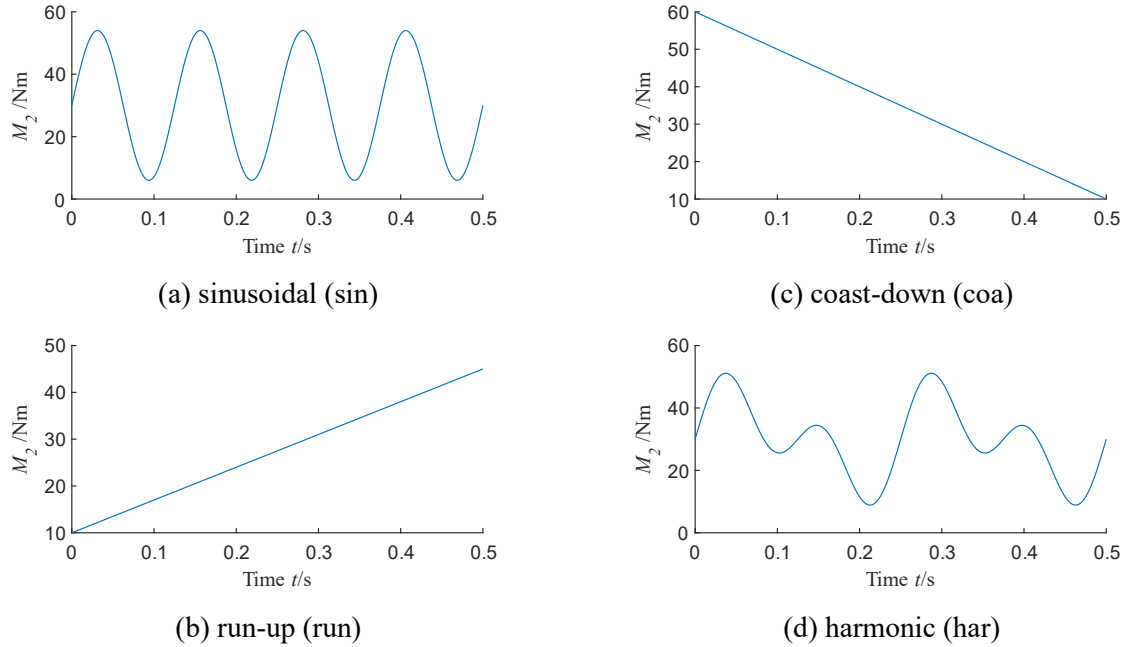 60
40
20
0
M₂ /Nm
0 0.1 0.2 0.3 0.4 0.5
Time t/s
(a) sinusoidal (sin)
60
50
40
30
20
10
M₂ /Nm
0 0.1 0.2 0.3 0.4 0.5
Time t/s
(c) coast-down (coa)
50
40
30
20
10
M₂ /Nm
0 0.1 0.2 0.3 0.4 0.5
Time t/s
(b) run-up (run)
60
40
20
0
M₂ /Nm
0 0.1 0.2 0.3 0.4 0.5
Time t/s
(d) harmonic (har)